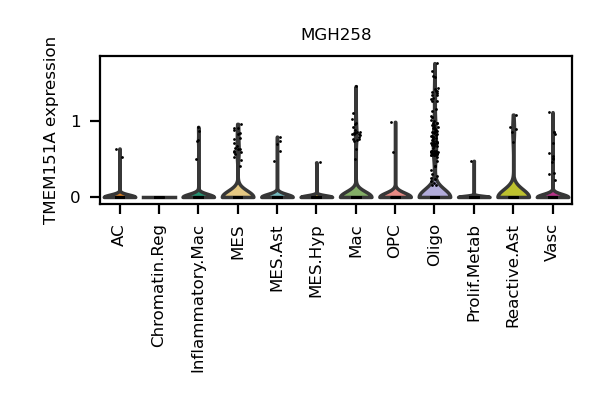 MGH258
TMEM151A expression
1
0
AC
Chromatin.Reg
Inflammatory.Mac
MES
MES.Ast
MES.Hyp
Mac
OPC
Oligo
Prolif.Metab
Reactive.Ast
Vasc